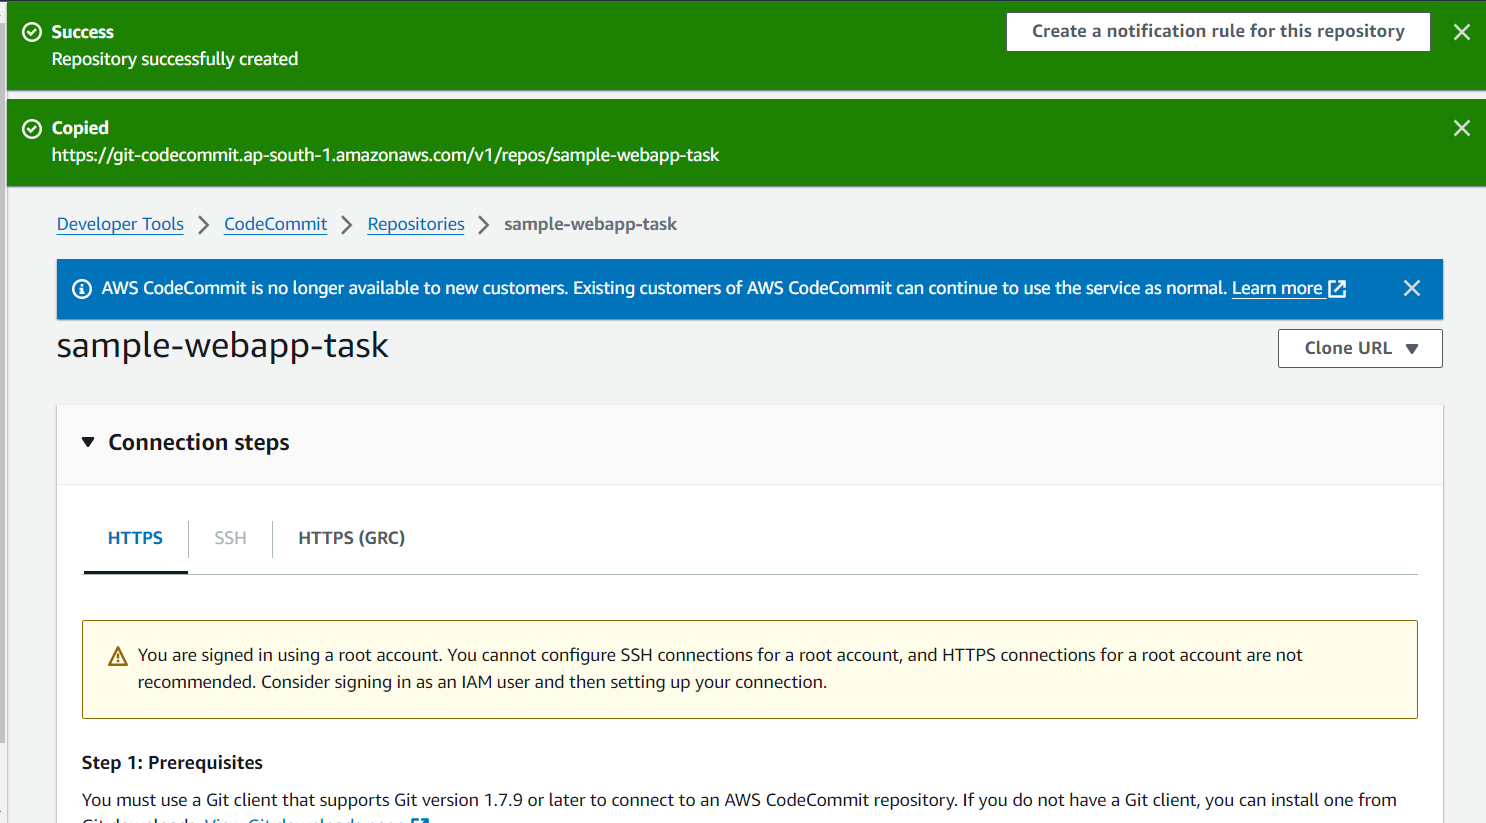 Success
Create a notification rule for this repository
Repository successfully created
Copied
https://git-codecommit.ap-south-1.amazonaws.com/v1/repos/sample-webapp-task
Developer Tools > CodeCommit > Repositories > sample-webapp-task
AWS CodeCommit is no longer available to new customers. Existing customers of AWS CodeCommit can continue to use the service as normal. Learn more
sample-webapp-task
Clone URL
Connection steps
HTTPS SSH HTTPS (GRC)
You are signed in using a root account. You cannot configure SSH connections for a root account, and HTTPS connections for a root account are not
recommended. Consider signing in as an IAM user and then setting up your connection.
Step 1: Prerequisites
You must use a Git client that supports Git version 1.7.9 or later to connect to an AWS CodeCommit repository. If you do not have a Git client, you can install one from